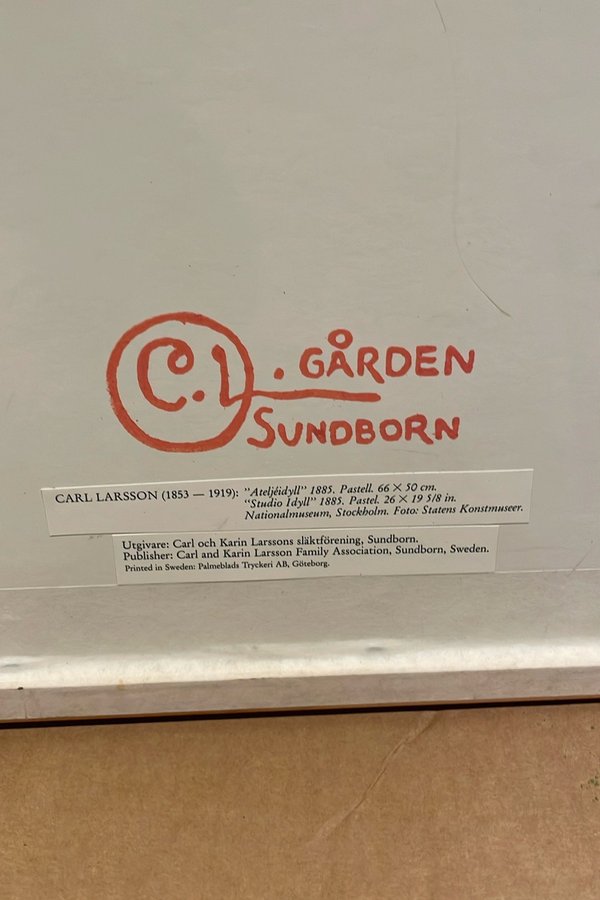 C.L. GÅRDEN
SUNDBORN
CARL LARSSON (1853 — 1919): "Ateljéidyll" 1885. Pastell. 66 × 50 cm.
"Studio Idyll" 1885. Pastel. 26 × 19 5/8 in.
Nationalmuseum, Stockholm. Foto: Statens Konstmuseer.
Utgivare: Carl och Karin Larssons släktförening, Sundborn.
Publisher: Carl and Karin Larsson Family Association, Sundborn, Sweden.
Printed in Sweden: Palmeblads Tryckeri AB, Göteborg.